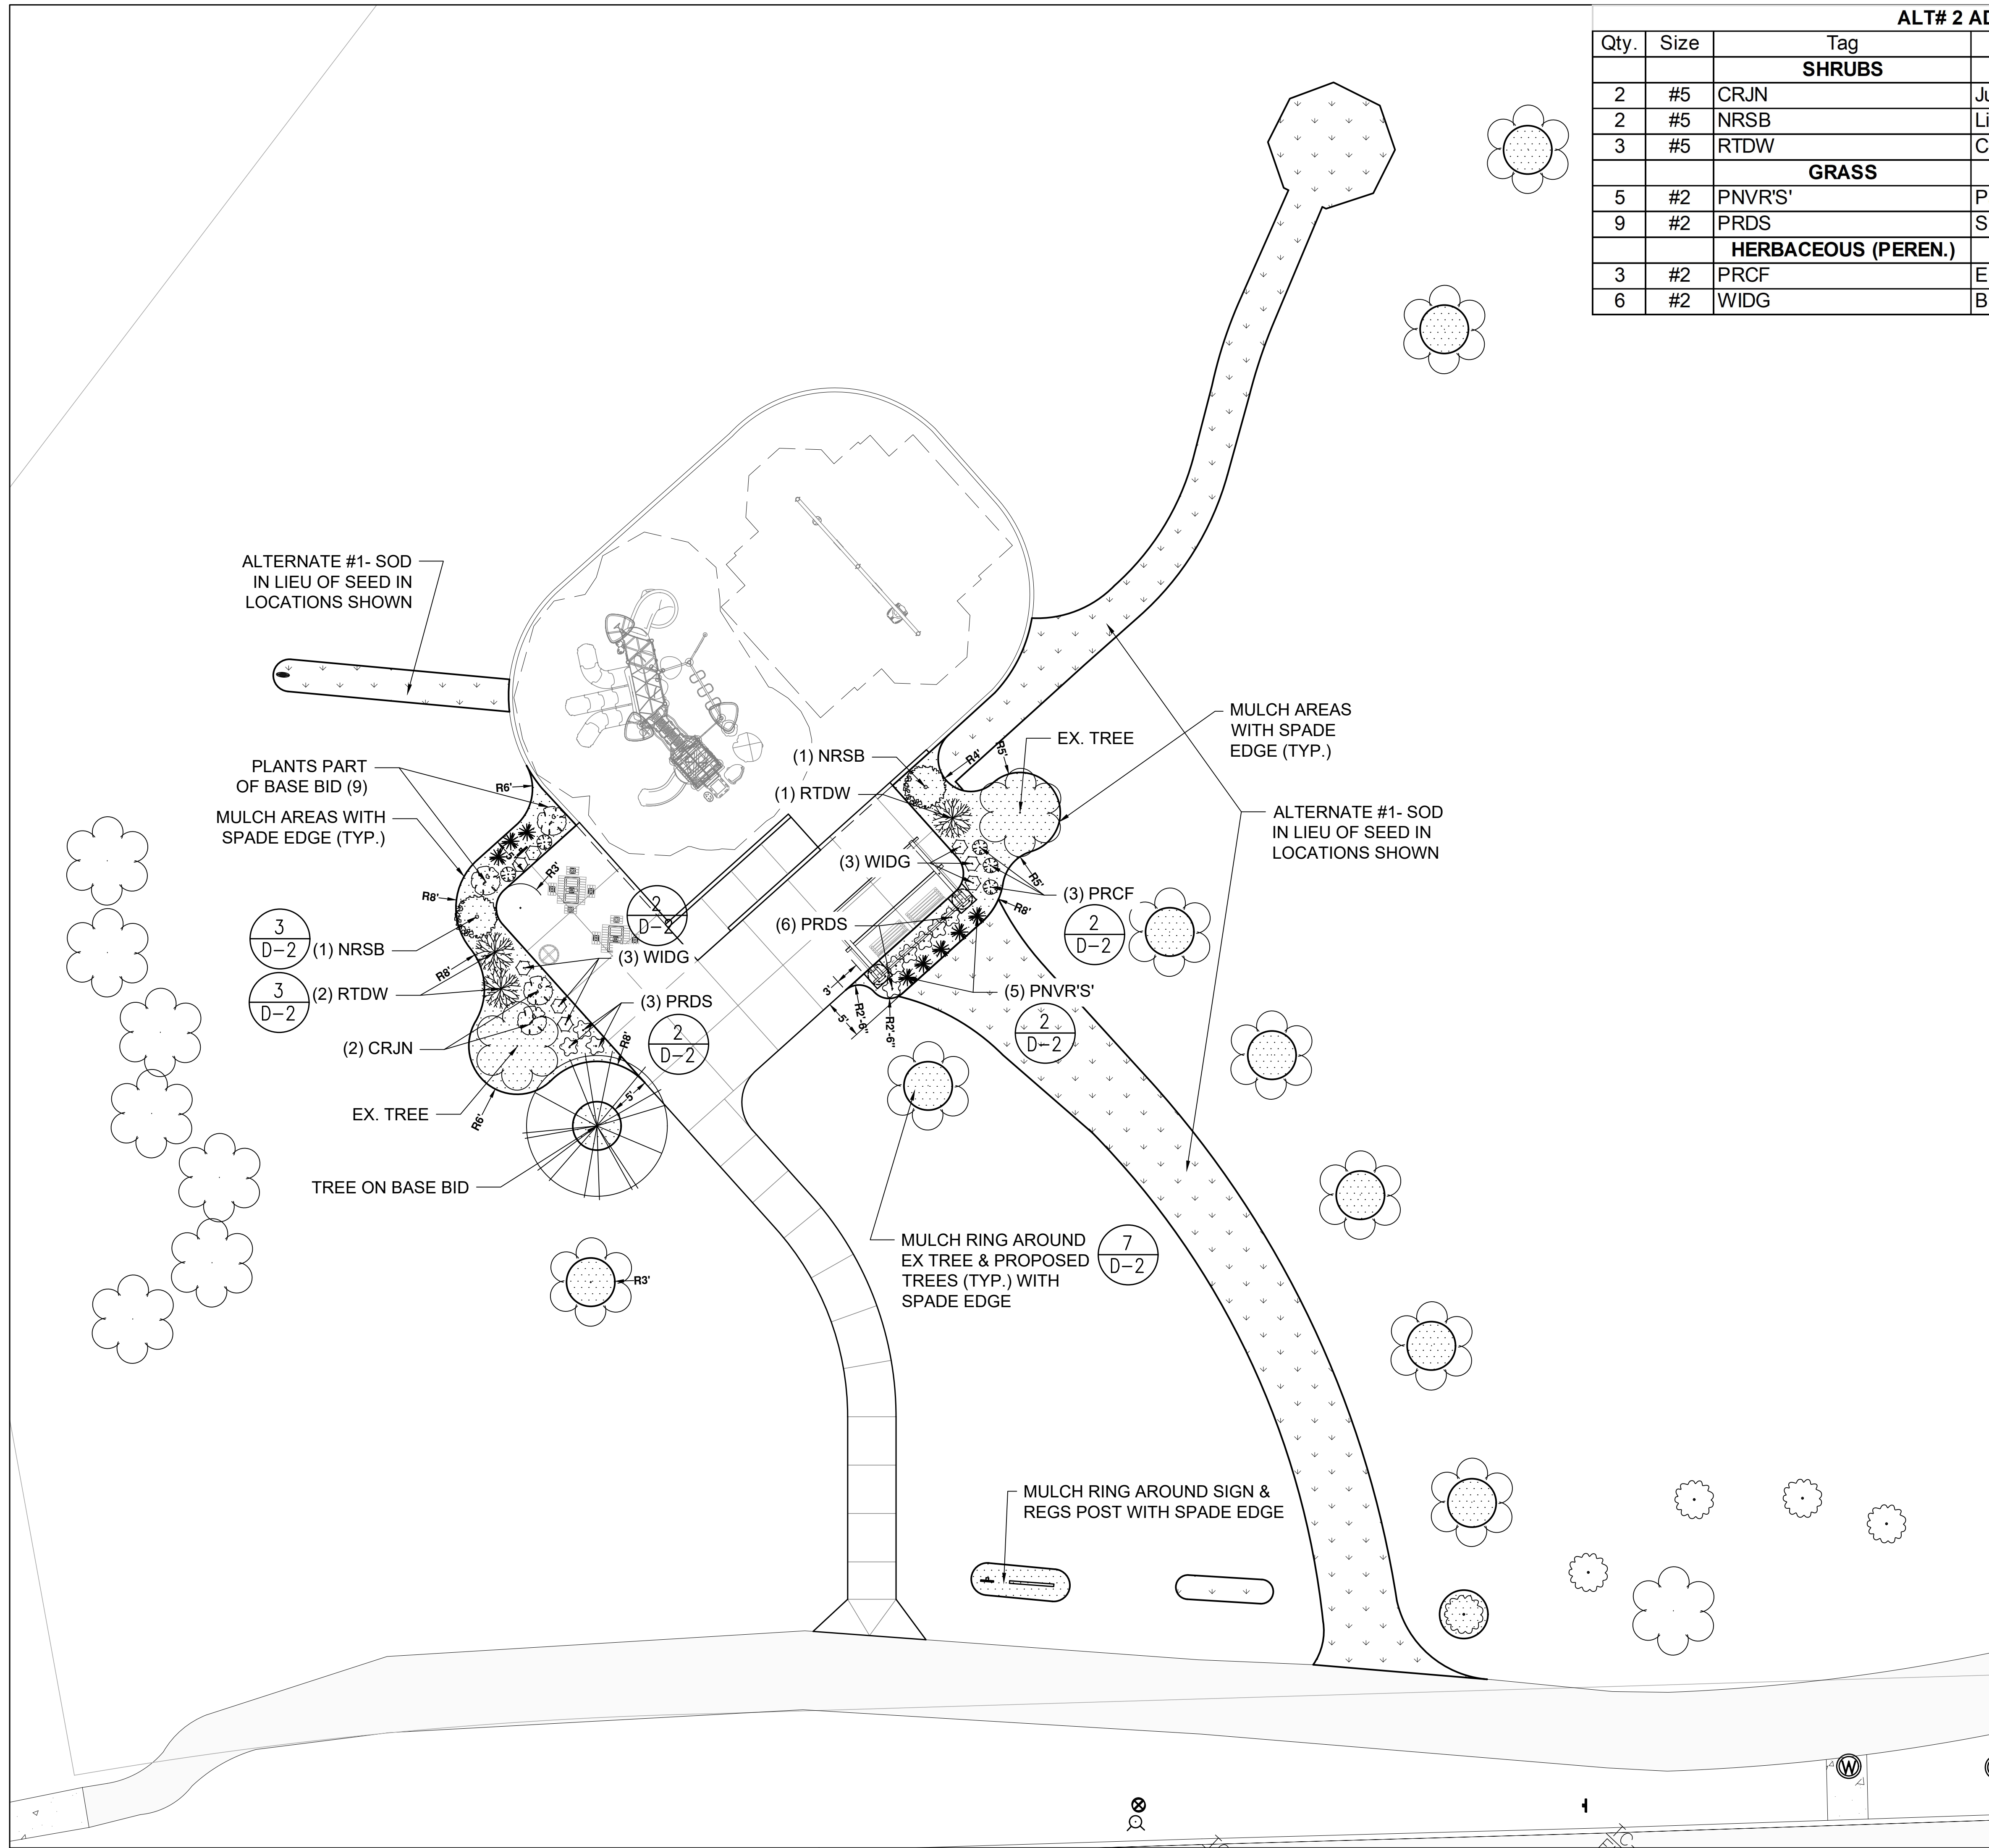 ALT# 2 AD
Qty. Size Tag
SHRUBS
2 #5 CRJN Ju
2 #5 NRSB Li
3 #5 RTDW C
GRASS
5 #2 PNVR'S' P
9 #2 PRDS S
HERBACEOUS (PEREN.)
3 #2 PRCF E
6 #2 WIDG B
ALTERNATE #1- SOD
IN LIEU OF SEED IN
LOCATIONS SHOWN
PLANTS PART
OF BASE BID (9)
MULCH AREAS WITH
SPADE EDGE (TYP.)
R6'
R3'
R8'
3
D-2
(1) NRSB
R8'
3
D-2
(2) RTDW
(2) CRJN
EX. TREE
R6'
TREE ON BASE BID
2
D-2
(3) WIDG
(3) PRDS
2
D-2
R8'
5'
R3'
(1) NRSB
(1) RTDW
(3) WIDG
(6) PRDS
3'
5'
R2'-6"
R2'-6"
R4'
R5'
EX. TREE
MULCH AREAS
WITH SPADE
EDGE (TYP.)
ALTERNATE #1- SOD
IN LIEU OF SEED IN
LOCATIONS SHOWN
R5'
R8'
(3) PRCF
2
D-2
(5) PNVR'S'
2
D-2
MULCH RING AROUND
EX TREE & PROPOSED
TREES (TYP.) WITH
SPADE EDGE
7
D-2
MULCH RING AROUND SIGN &
REGS POST WITH SPADE EDGE
W